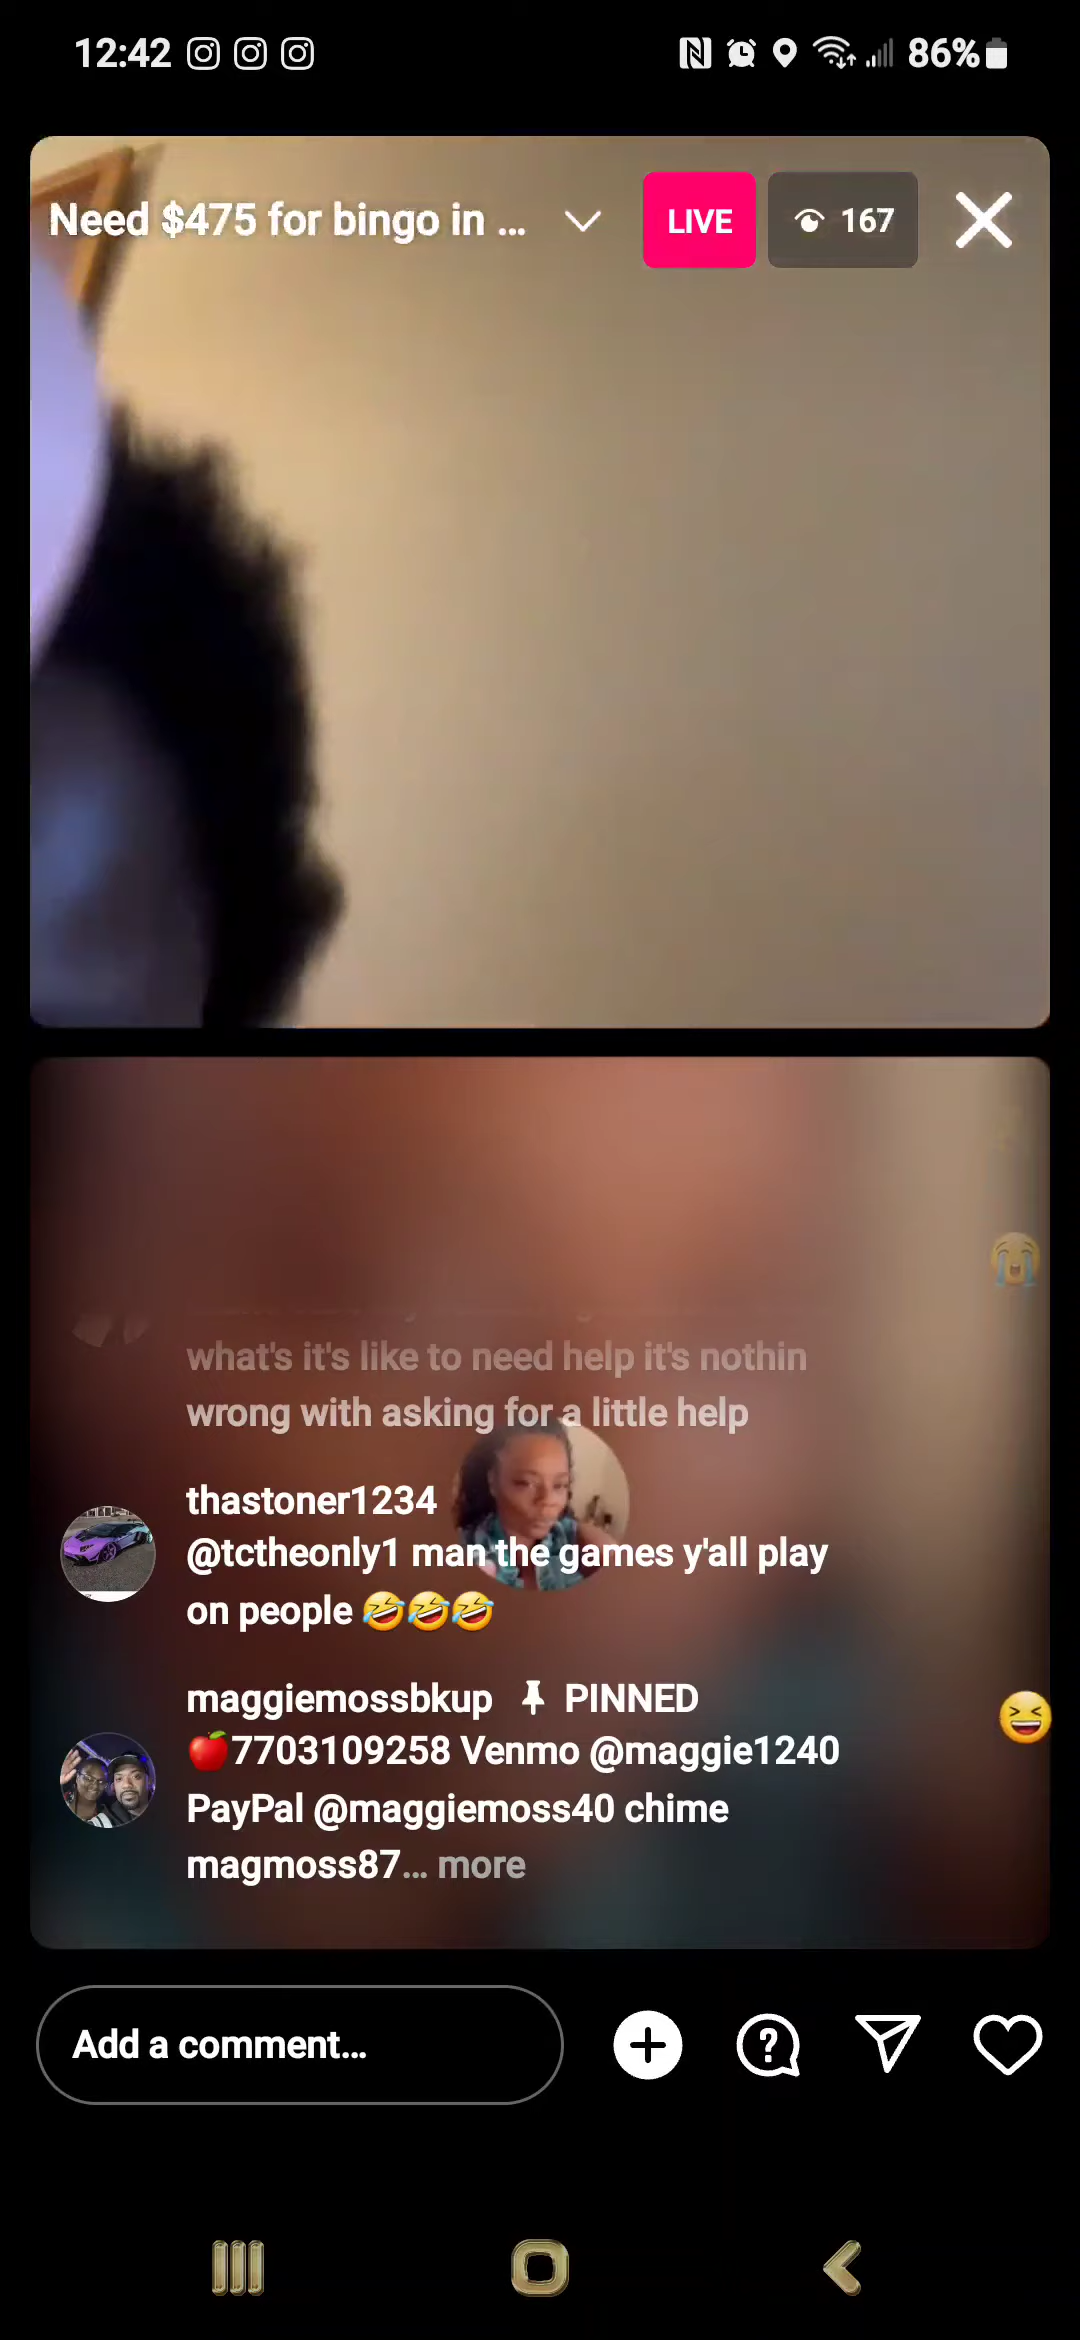 12:42
86%
Need $475 for bingo in ...
LIVE
167
what's it's like to need help it's nothin
wrong with asking for a little help
thastoner1234
@tctheonly1 man the games y'all play
on people 🤣🤣🤣
maggiemossbkup PINNED
🍎7703109258 Venmo @maggie1240
PayPal @maggiemoss40 chime
magmoss87... more
Add a comment...